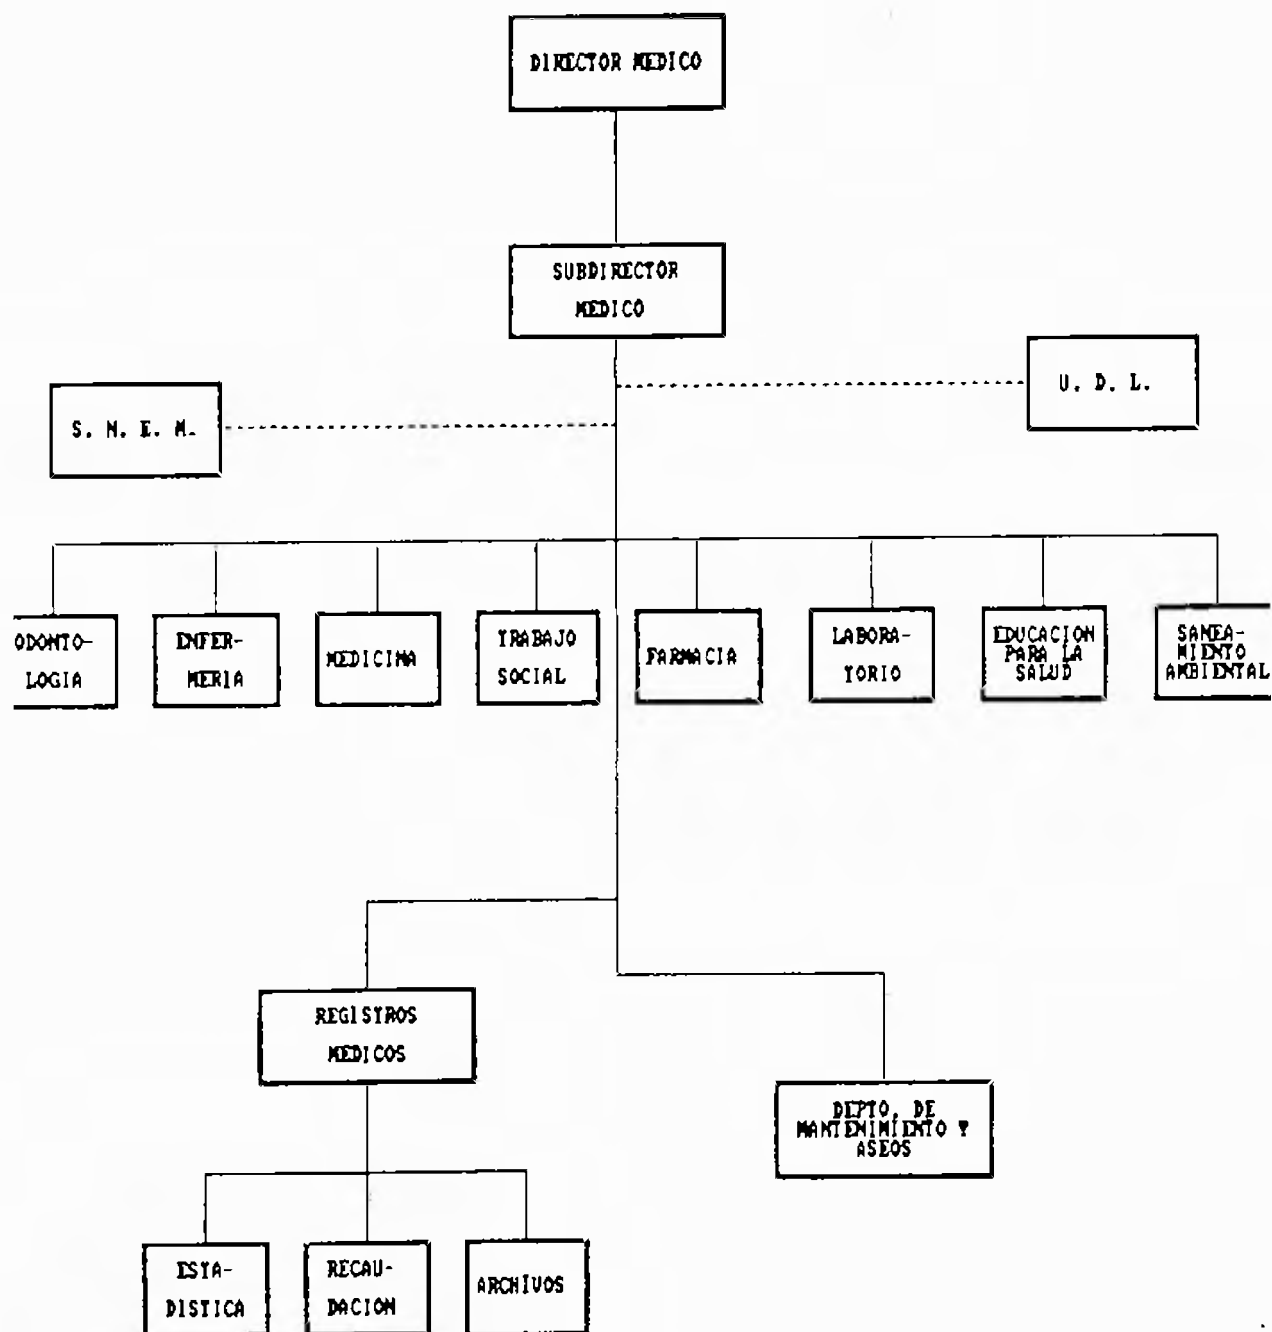 DIRECTOR MEDICO
SUBDIRECTOR
MEDICO
U. D. L.
S. N. E. M.
ODONTO-
LOGIA
ENFER-
MERIA
MEDICINA
TRABAJO
SOCIAL
FARMACIA
LABORA-
TORIO
EDUCACION
PARA LA
SALUD
SANEA-
MIENTO
AMBIENTAL
REGISTROS
MEDICOS
DEPTO. DE
MANTENIMIENTO Y
ASEOS
ESTA-
DISTICA
RECAU-
DACION
ARCHIVOS